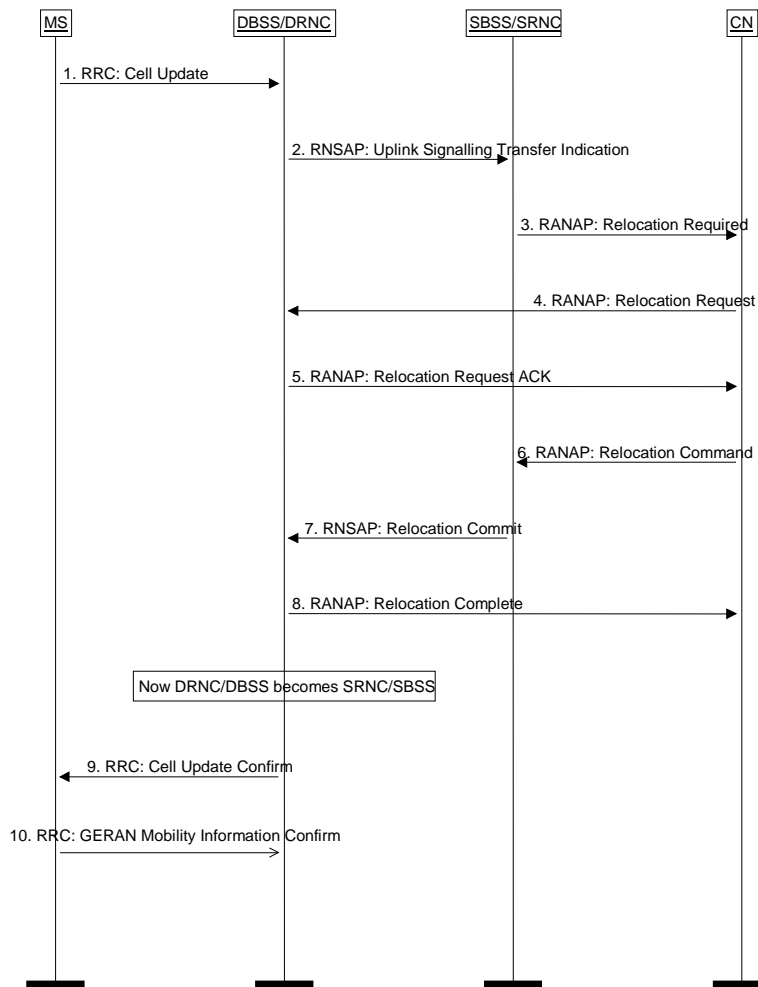 MS
DBSS/DRNC
SBSS/SRNC
CN
1. RRC: Cell Update
2. RNSAP: Uplink Signalling Transfer Indication
3. RANAP: Relocation Required
4. RANAP: Relocation Request
5. RANAP: Relocation Request ACK
6. RANAP: Relocation Command
7. RNSAP: Relocation Commit
8. RANAP: Relocation Complete
Now DRNC/DBSS becomes SRNC/SBSS
9. RRC: Cell Update Confirm
10. RRC: GERAN Mobility Information Confirm